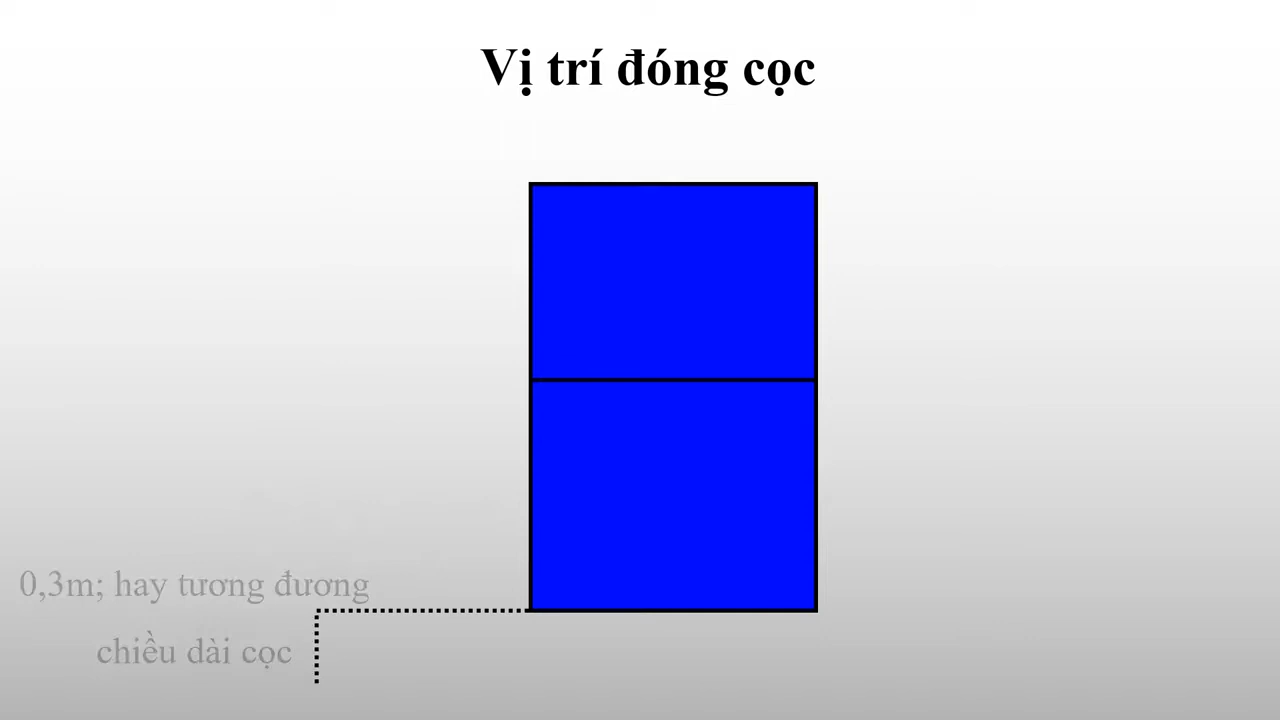 Vị trí đóng cọc
0,3m; hay tương đương
chiều dài cọc